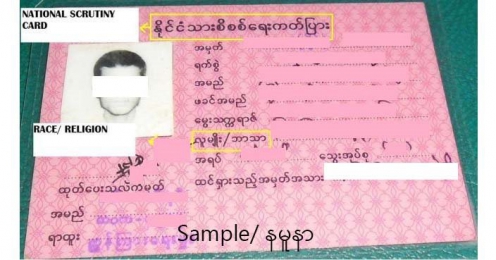 NATIONAL SCRUTINY
CARD
နိုင်ငံသားစိစစ်ရေးကတ်ပြား
အမှတ်
ရက်စွဲ
အမည်
ဖခင်အမည်
မွေးသက္ကရာဇ်
RACE/ RELIGION
လူမျိုး/ဘာသာ
အရပ် သွေးအုပ်စု
ထုတ်ပေးသည့်ကတ် ထင်ရှားသည့်အမှတ်အသား
အမည်
ရာထူး
Sample/ နမူနာ